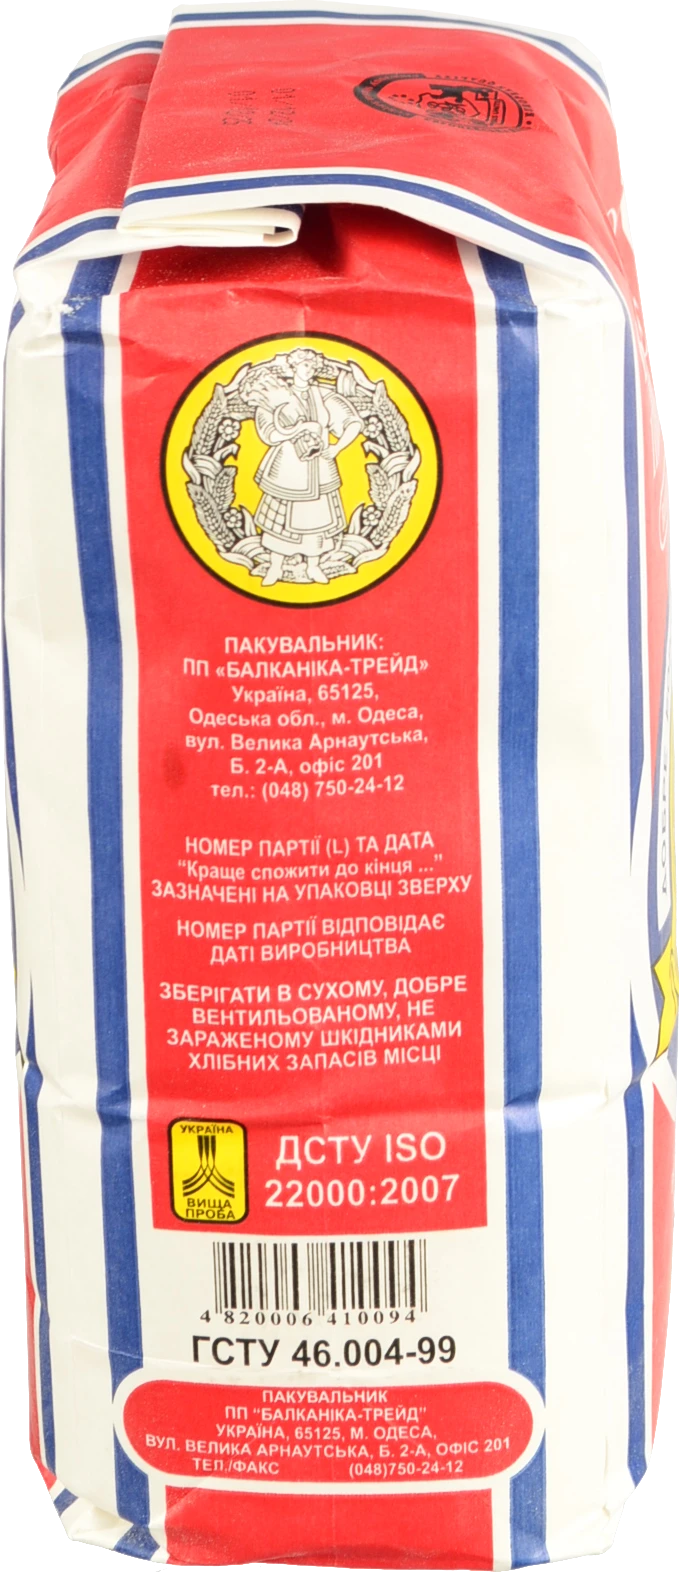 ПАКУВАЛЬНИК:
ПП «БАЛКАНІКА-ТРЕЙД»
Україна, 65125,
Одеська обл., м. Одеса,
вул. Велика Арнаутська,
Б. 2-А, офіс 201
тел.: (048) 750-24-12
НОМЕР ПАРТІЇ (L) ТА ДАТА
“Краще спожити до кінця ...”
ЗАЗНАЧЕНІ НА УПАКОВЦІ ЗВЕРХУ
НОМЕР ПАРТІЇ ВІДПОВІДАЄ
ДАТІ ВИРОБНИЦТВА
ЗБЕРІГАТИ В СУХОМУ, ДОБРЕ
ВЕНТИЛЬОВАНОМУ, НЕ
ЗАРАЖЕНОМУ ШКІДНИКАМИ
ХЛІБНИХ ЗАПАСІВ МІСЦІ
УКРАЇНА
ВИЩА
ПРОБА
ДСТУ ISO
22000:2007
4 820006 410094
ГСТУ 46.004-99
ПАКУВАЛЬНИК
ПП “БАЛКАНІКА-ТРЕЙД”
УКРАЇНА, 65125, М. ОДЕСА,
ВУЛ. ВЕЛИКА АРНАУТСЬКА, Б. 2-А, ОФІС 201
ТЕЛ./ФАКС (048)750-24-12